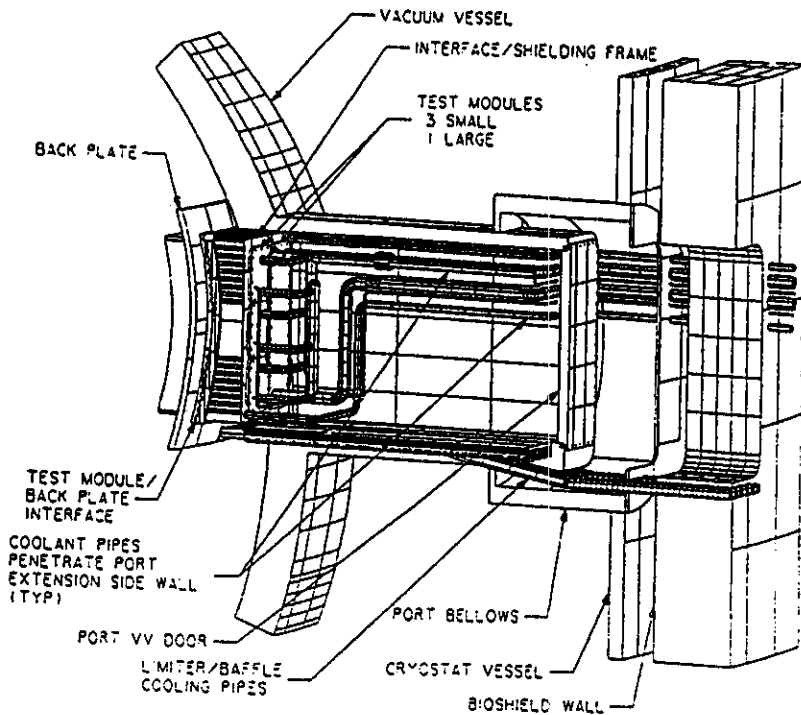 VACUUM VESSEL
INTERFACE/SHIELDING FRAME
TEST MODULES
3 SMALL
1 LARGE
BACK PLATE
TEST MODULE/
BACK PLATE
INTERFACE
COOLANT PIPES
PENETRATE PORT
EXTENSION SIDE WALL
(TYP)
PORT VV DOOR
LIMITER/BAFFLE
COOLING PIPES
PORT BELLOWS
CRYOSTAT VESSEL
BIOSHIELD WALL